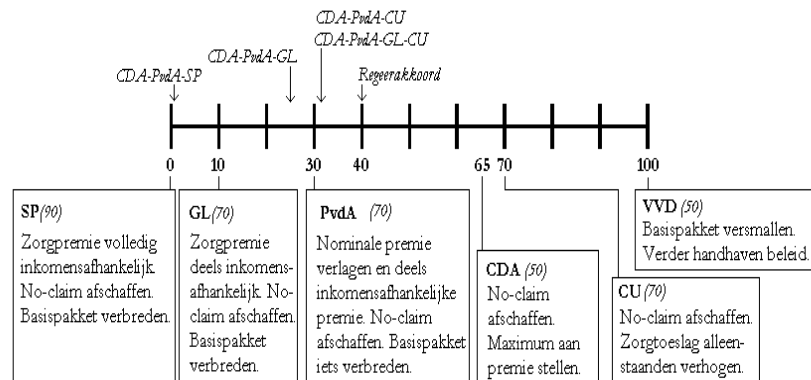 CDA-PvdA-CU
CDA-PvdA-GL-CU
CDA-PvdA-GL
CDA-PvdA-SP
Regeerakkoord
0 10 30 40 65 70 100
SP(90)
Zorgpremie volledig
inkomensafhankelijk.
No-claim afschaffen.
Basispakket verbreden.
GL(70)
Zorgpremie
deels inkomens-
afhankelijk. No-
claim afschaffen.
Basispakket
verbreden.
PvdA (70)
Nominale premie
verlagen en deels
inkomensafhankelijke
premie. No-claim
afschaffen. Basispakket
iets verbreden.
CDA (50)
No-claim
afschaffen.
Maximum aan
premie stellen.
CU(70)
No-claim afschaffen.
Zorgtoeslag alleen-
staanden verhogen.
VVD (50)
Basispakket versmallen.
Verder handhaven beleid.